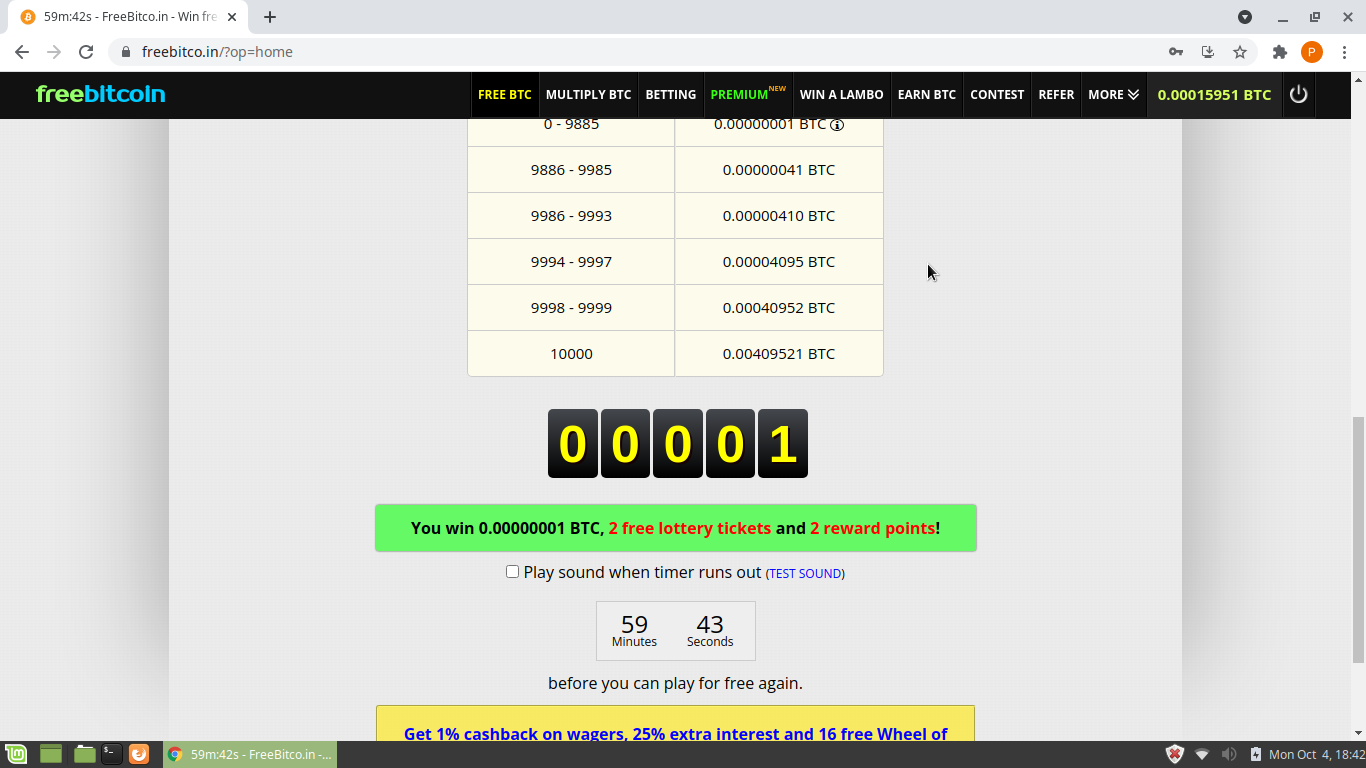 59m:42s - FreeBitco.in - Win fre
freebitco.in/?op=home
P
freebitcoin
FREE BTC
MULTIPLY BTC
BETTING
PREMIUM NEW
WIN A LAMBO
EARN BTC
CONTEST
REFER
MORE
0.00015951 BTC
0 - 9885 0.00000001 BTC
9886 - 9985 0.00000041 BTC
9986 - 9993 0.00000410 BTC
9994 - 9997 0.00004095 BTC
9998 - 9999 0.00040952 BTC
10000 0.00409521 BTC
0 0 0 0 1
You win 0.00000001 BTC, 2 free lottery tickets and 2 reward points!
Play sound when timer runs out (TEST SOUND)
59 43
Minutes Seconds
before you can play for free again.
Get 1% cashback on wagers, 25% extra interest and 16 free Wheel of
59m:42s - FreeBitco.in -...
Mon Oct 4, 18:42